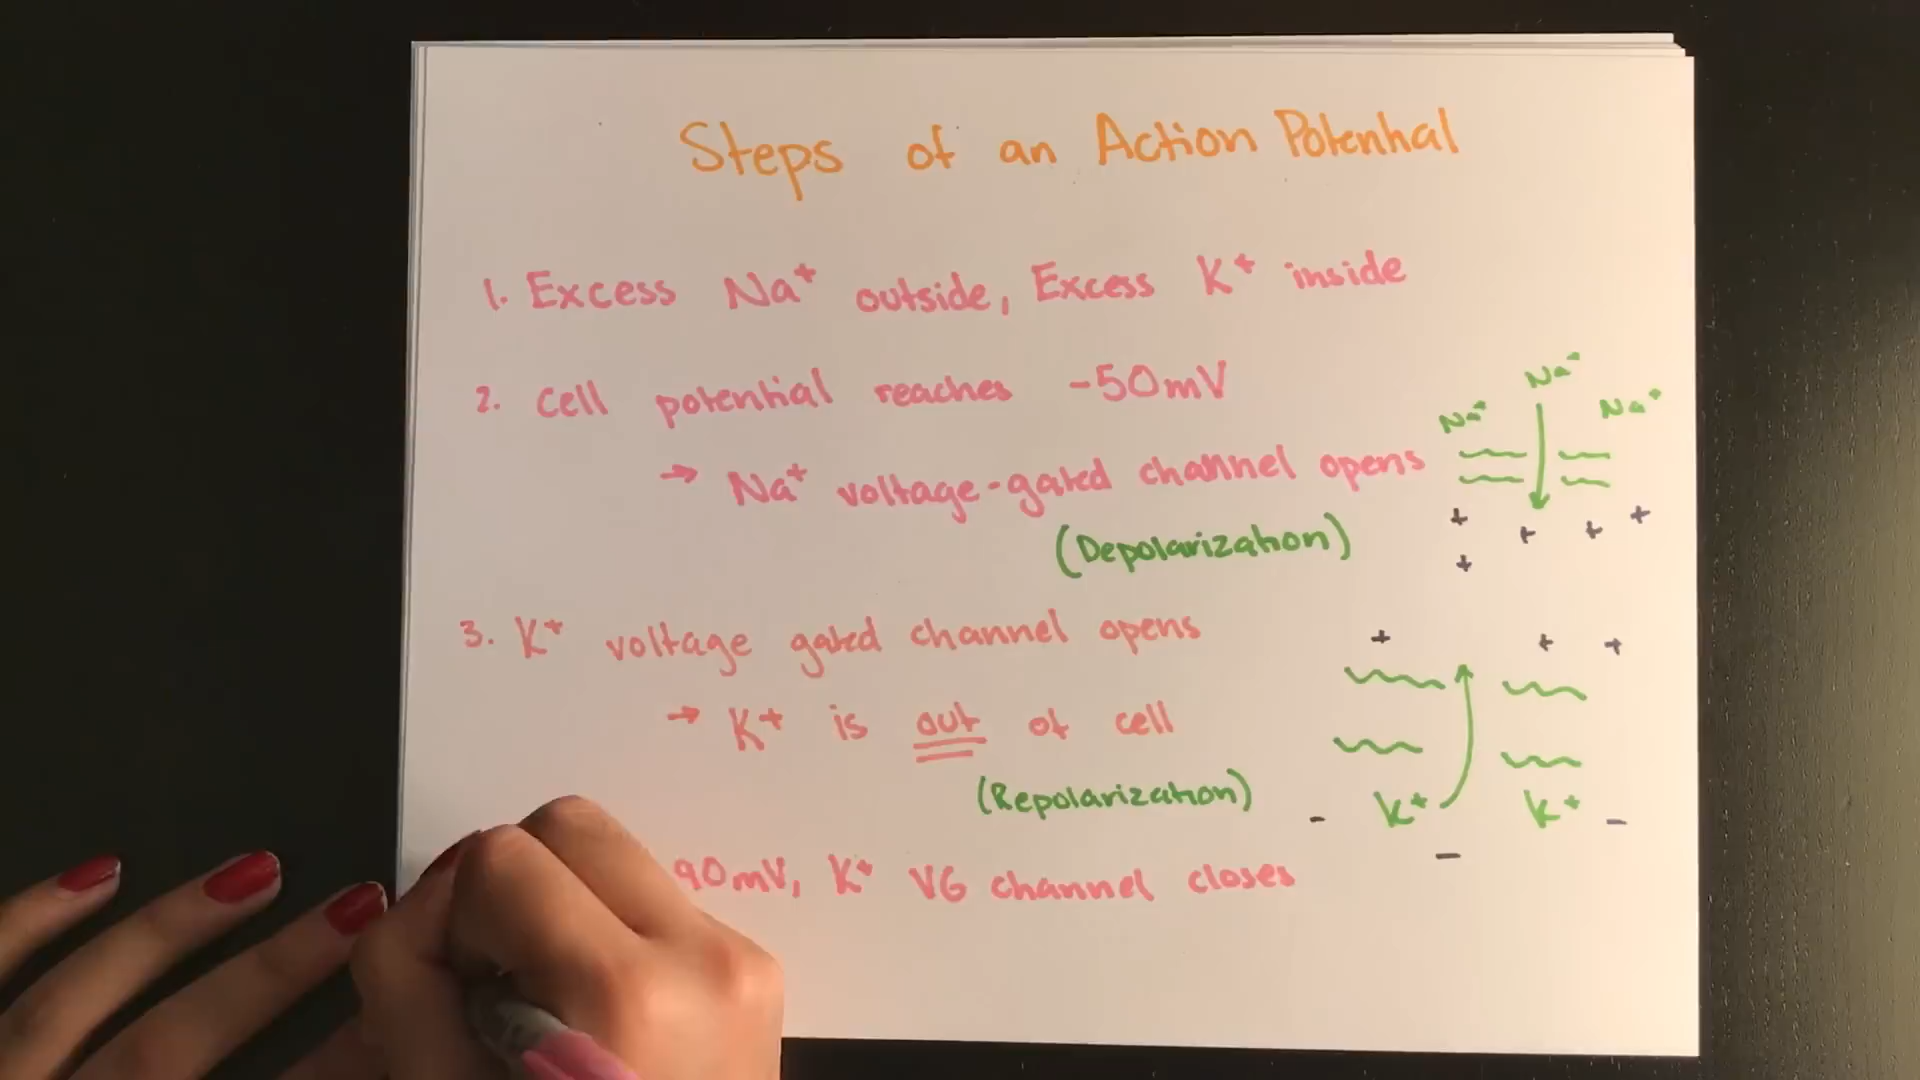 Steps of an Action Potential
1. Excess Na⁺ outside, Excess K⁺ inside
2. Cell potential reaches -50mV
→ Na⁺ voltage-gated channel opens
(Depolarization)
Na⁺ Na⁺ Na⁺
+ + + +
+
3. K⁺ voltage gated channel opens
→ K⁺ is out of cell
(Repolarization)
+ + +
- K⁺ K⁺ -
-
90mV, K⁺ VG channel closes